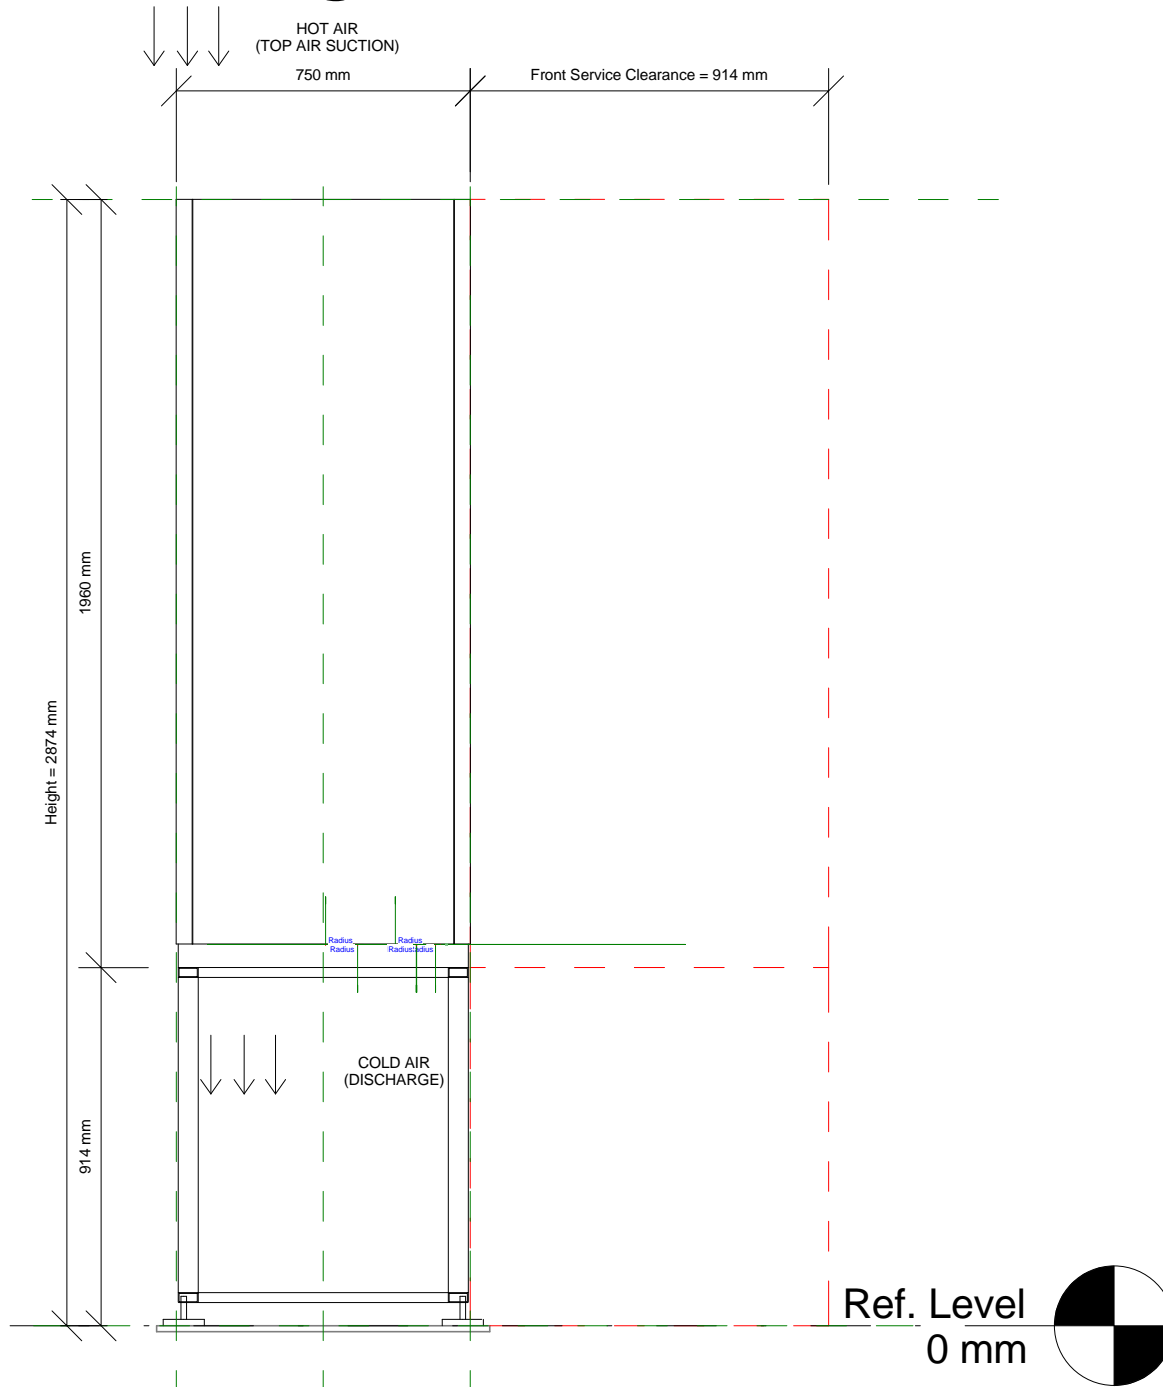 HOT AIR
(TOP AIR SUCTION)
750 mm
Front Service Clearance = 914 mm
1960 mm
Height = 2874 mm
Radius
Radius
Radius
Radius
COLD AIR
(DISCHARGE)
914 mm
Ref. Level
0 mm